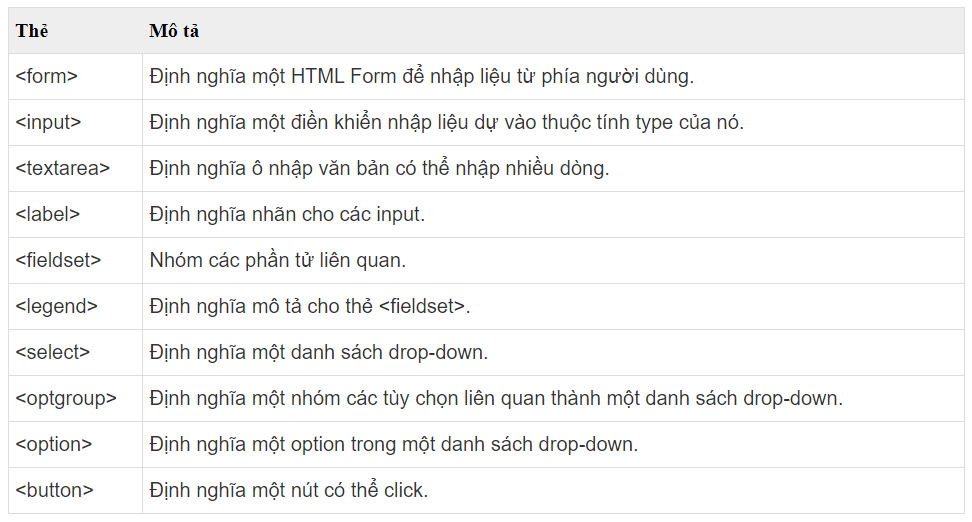 Thẻ Mô tả
<form> Định nghĩa một HTML Form để nhập liệu từ phía người dùng.
<input> Định nghĩa một điền khiển nhập liệu dự vào thuộc tính type của nó.
<textarea> Định nghĩa ô nhập văn bản có thể nhập nhiều dòng.
<label> Định nghĩa nhãn cho các input.
<fieldset> Nhóm các phần tử liên quan.
<legend> Định nghĩa mô tả cho thẻ <fieldset>.
<select> Định nghĩa một danh sách drop-down.
<optgroup> Định nghĩa một nhóm các tùy chọn liên quan thành một danh sách drop-down.
<option> Định nghĩa một option trong một danh sách drop-down.
<button> Định nghĩa một nút có thể click.